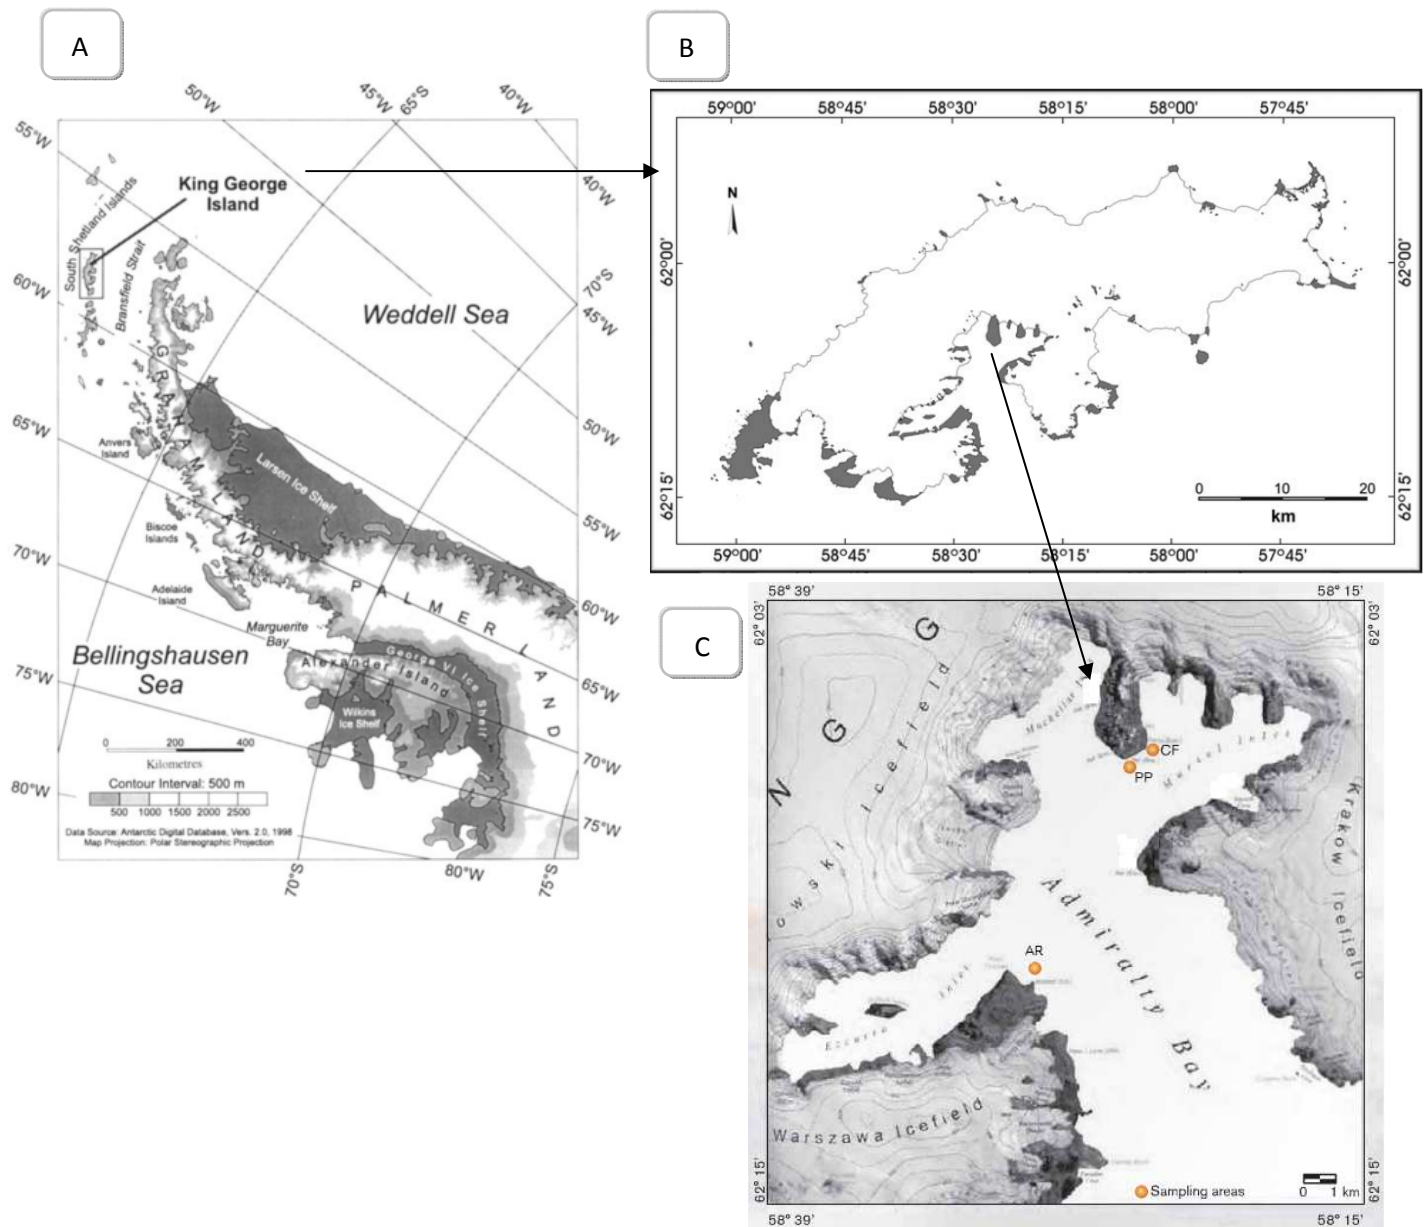 A
50°W
45°W
65°S
40°W
55°W
King George
Island
40°W
South Shetland Islands
Bransfield Strait
60°W
70°S
45°W
Weddell Sea
GRAHAM LAND
65°W
50°W
Anvers
Island
Larsen Ice Shelf
Biscoe
Islands
55°W
70°W
Adelaide
Island
PALMER LAND
60°W
Marguerite
Bay
Bellingshausen
Sea
George VI Ice Shelf
Alexander Island
75°W
65°W
Wilkins
Ice Shelf
0 200 400
Kilometres
70°W
Contour Interval: 500 m
80°W
500 1000 1500 2000 2500
75°W
Data Source: Antarctic Digital Database, Vers. 2.0, 1998
Map Projection: Polar Stereographic Projection
70°S
80°W
75°S
B
59°00' 58°45' 58°30' 58°15' 58°00' 57°45'
N
62°00'
62°00'
62°15'
62°15'
0 10 20
km
59°00' 58°45' 58°30' 58°15' 58°00' 57°45'
C
58° 39'
58° 15'
62° 03'
62° 03'
N G G
Icefield
owski
Mackellar
CF
PP
Martel Inlet
Krakow Icefield
Admiralty Bay
AR
Ezcurra Inlet
Warszawa Icefield
62° 15'
62° 15'
Sampling areas
0 1 km
58° 39'
58° 15'